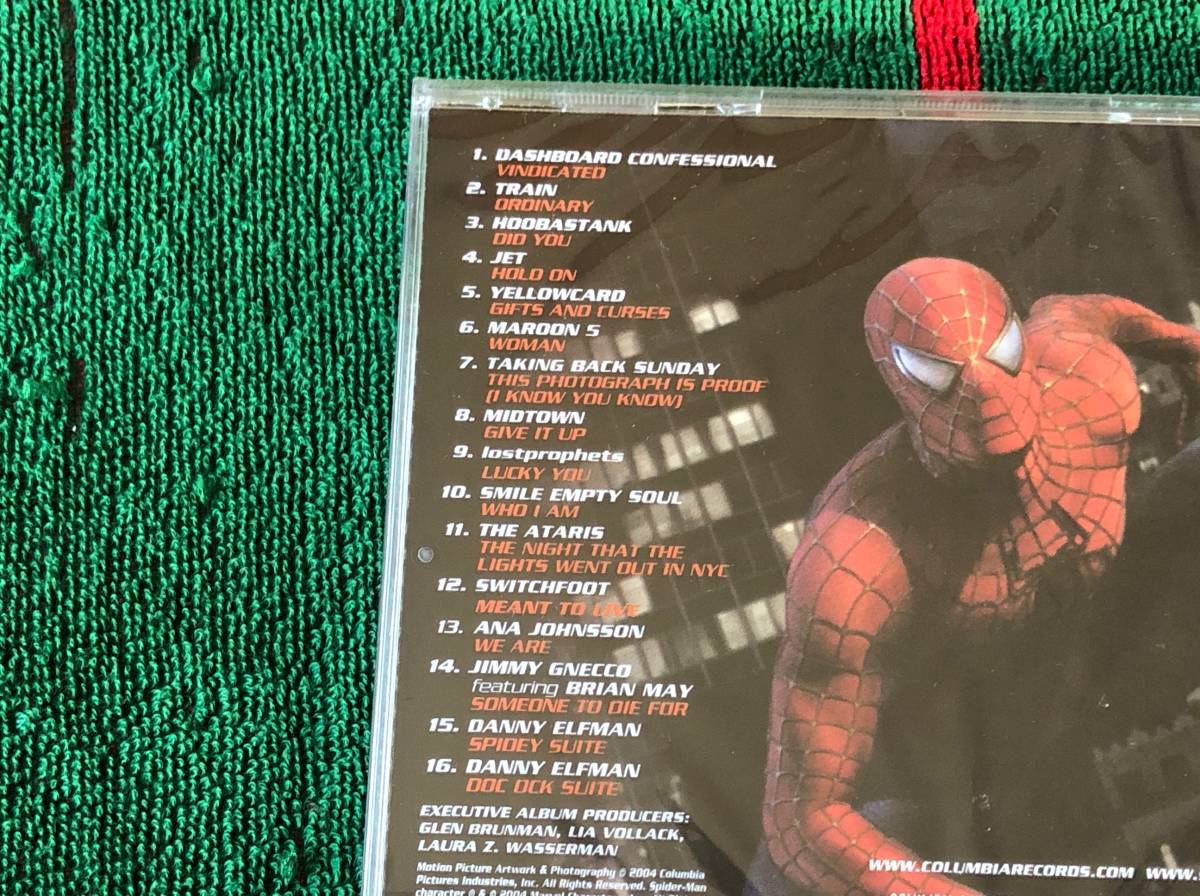 1. DASHBOARD CONFESSIONAL
VINDICATED
2. TRAIN
ORDINARY
3. HOOBASTANK
DID YOU
4. JET
HOLD ON
5. YELLOWCARD
GIFTS AND CURSES
6. MAROON 5
WOMAN
7. TAKING BACK SUNDAY
THIS PHOTOGRAPH IS PROOF
(I KNOW YOU KNOW)
8. MIDTOWN
GIVE IT UP
9. lostprophets
LUCKY YOU
10. SMILE EMPTY SOUL
WHO I AM
11. THE ATARIS
THE NIGHT THAT THE
LIGHTS WENT OUT IN NYC
12. SWITCHFOOT
MEANT TO LIVE
13. ANA JOHNSSON
WE ARE
14. JIMMY GNECCO
featuring BRIAN MAY
SOMEONE TO DIE FOR
15. DANNY ELFMAN
SPIDEY SUITE
16. DANNY ELFMAN
DOC OCK SUITE
EXECUTIVE ALBUM PRODUCERS:
GLEN BRUNMAN, LIA VOLLACK,
LAURA Z. WASSERMAN
Motion Picture Artwork & Photography © 2004 Columbia
Pictures Industries, Inc. All Rights Reserved. Spider-Man
character ® & © 2004 Marvel
WWW.COLUMBIARECORDS.COM WWW.